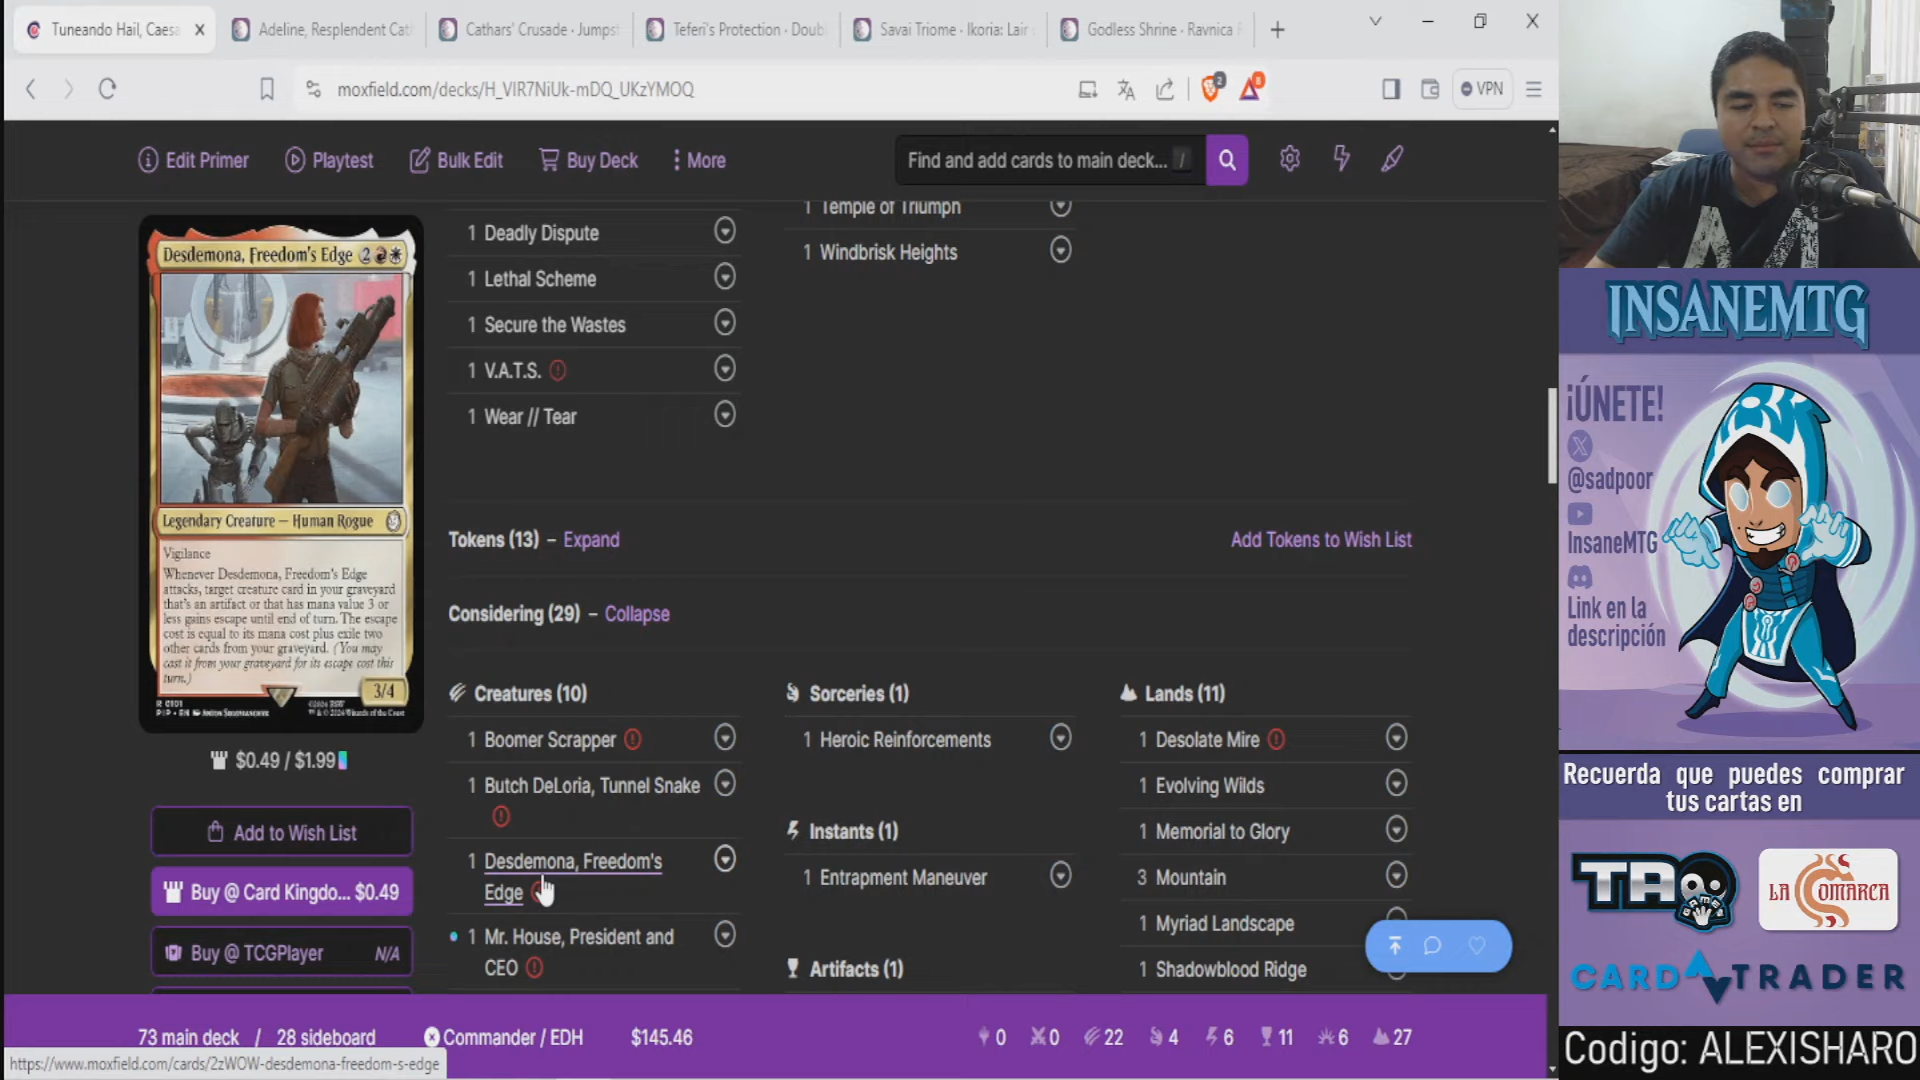 Tuneando Hail, Caesa
Adeline, Resplendent Cat
Cathars' Crusade · Jumpst
Teferi's Protection · Doubl
Savai Triome · Ikoria: Lair
Godless Shrine · Ravnica
moxfield.com/decks/H_VIR7NiUk-mDQ_UKzYMOQ
2
VPN
Edit Primer
Playtest
Bulk Edit
Buy Deck
More
Find and add cards to main deck... /
Desdemona, Freedom's Edge 2
Legendary Creature — Human Rogue
Vigilance
Whenever Desdemona, Freedom's Edge
attacks, target creature card in your graveyard
that's an artifact or that has mana value 3 or
less gains escape until end of turn. The escape
cost is equal to its mana cost plus exile two
other cards from your graveyard. (You may
cast it from your graveyard for its escape cost this
turn.)
3/4
$0.49 / $1.99
Add to Wish List
Buy @ Card Kingdo... $0.49
Buy @ TCGPlayer N/A
1 Deadly Dispute
1 Lethal Scheme
1 Secure the Wastes
1 V.A.T.S.
1 Wear // Tear
1 Temple of Triumph
1 Windbrisk Heights
Tokens (13) – Expand
Add Tokens to Wish List
Considering (29) – Collapse
Creatures (10)
1 Boomer Scrapper
1 Butch DeLoria, Tunnel Snake
1 Desdemona, Freedom's
Edge
1 Mr. House, President and
CEO
Sorceries (1)
1 Heroic Reinforcements
Instants (1)
1 Entrapment Maneuver
Artifacts (1)
Lands (11)
1 Desolate Mire
1 Evolving Wilds
1 Memorial to Glory
3 Mountain
1 Myriad Landscape
1 Shadowblood Ridge
73 main deck / 28 sideboard
Commander / EDH
$145.46
0
0
22
4
6
11
6
27
https://www.moxfield.com/cards/2zWOW-desdemona-freedom-s-edge
INSANEMTG
¡ÚNETE!
@sadpoor
InsaneMTG
Link en la
descripción
Recuerda que puedes comprar
tus cartas en
TAO
GAMES
LA COMARCA
CARD TRADER
Codigo: ALEXISHARO